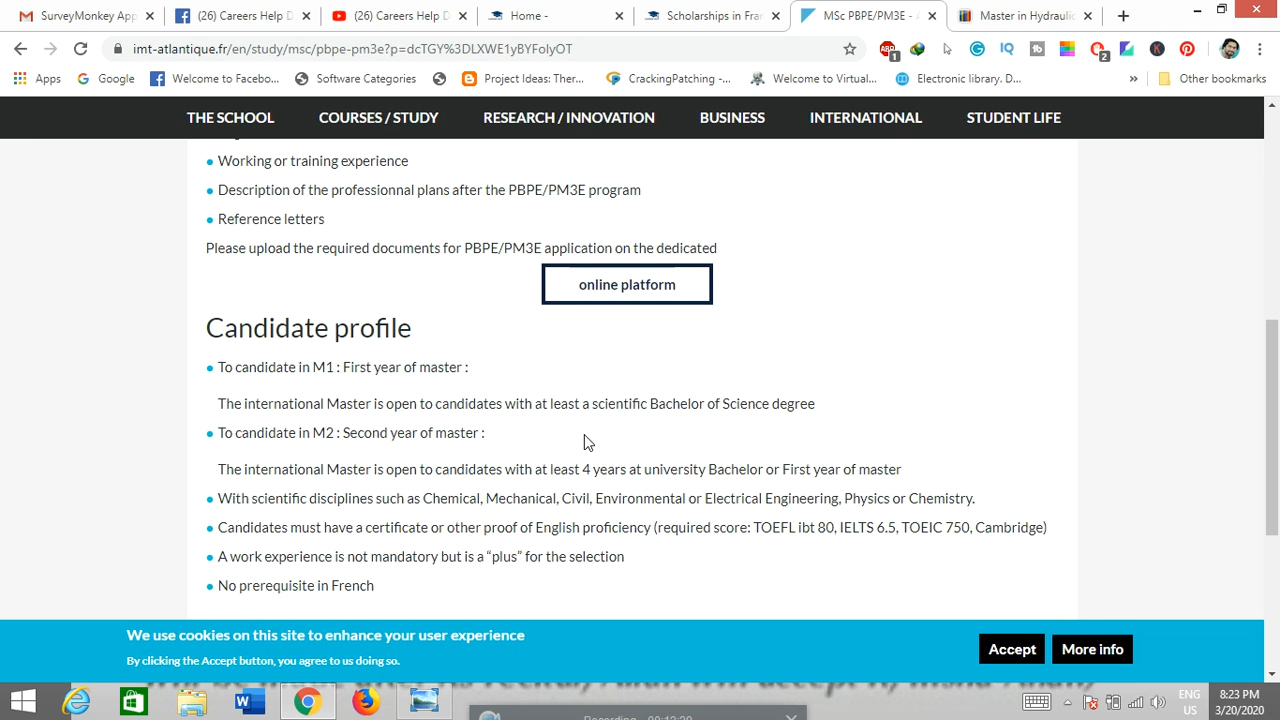 SurveyMonkey App
(26) Careers Help D
(26) Careers Help D
Home -
Scholarships in Fran
MSc PBPE/PM3E - A
Master in Hydraulic
imt-atlantique.fr/en/study/msc/pbpe-pm3e?p=dcTGY%3DLXWE1yBYFolyOT
Apps
Google
Welcome to Facebo...
Software Categories
Project Ideas: Ther...
CrackingPatching -...
Welcome to Virtual...
Electronic library. D...
Other bookmarks
THE SCHOOL
COURSES / STUDY
RESEARCH / INNOVATION
BUSINESS
INTERNATIONAL
STUDENT LIFE
Working or training experience
Description of the professionnal plans after the PBPE/PM3E program
Reference letters
Please upload the required documents for PBPE/PM3E application on the dedicated
online platform
Candidate profile
To candidate in M1 : First year of master :
The international Master is open to candidates with at least a scientific Bachelor of Science degree
To candidate in M2 : Second year of master :
The international Master is open to candidates with at least 4 years at university Bachelor or First year of master
With scientific disciplines such as Chemical, Mechanical, Civil, Environmental or Electrical Engineering, Physics or Chemistry.
Candidates must have a certificate or other proof of English proficiency (required score: TOEFL ibt 80, IELTS 6.5, TOEIC 750, Cambridge)
A work experience is not mandatory but is a “plus” for the selection
No prerequisite in French
We use cookies on this site to enhance your user experience
By clicking the Accept button, you agree to us doing so.
Accept
More info
ENG
US
8:23 PM
3/20/2020